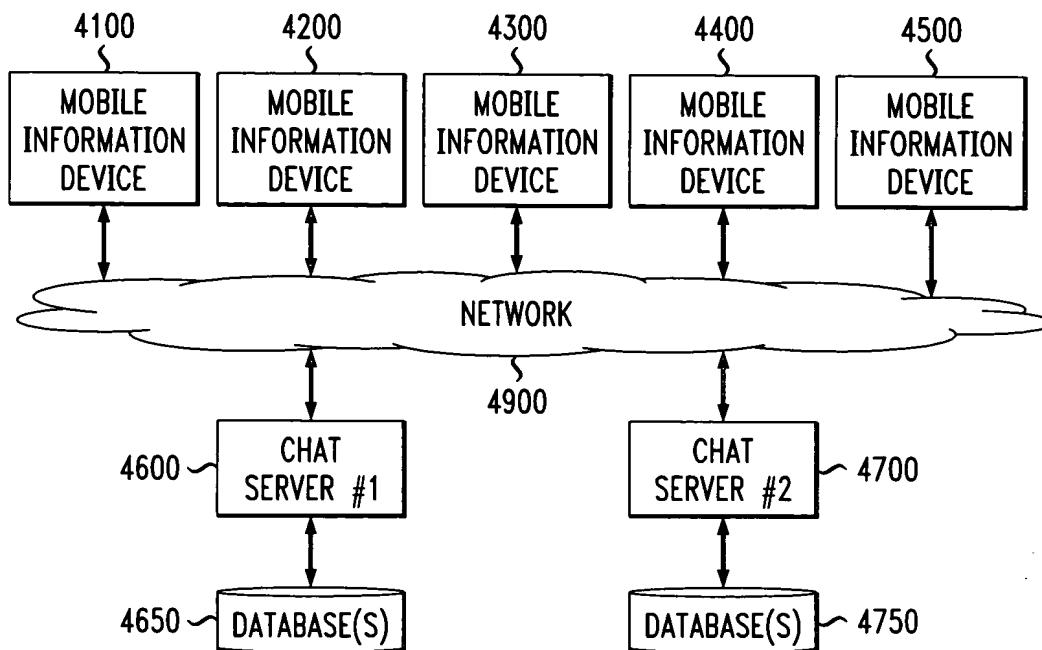 4100 4200 4300 4400 4500
MOBILE INFORMATION DEVICE
MOBILE INFORMATION DEVICE
MOBILE INFORMATION DEVICE
MOBILE INFORMATION DEVICE
MOBILE INFORMATION DEVICE
NETWORK
4900
4600
CHAT
SERVER #1
CHAT
SERVER #2
4700
4650
DATABASE(S)
DATABASE(S)
4750